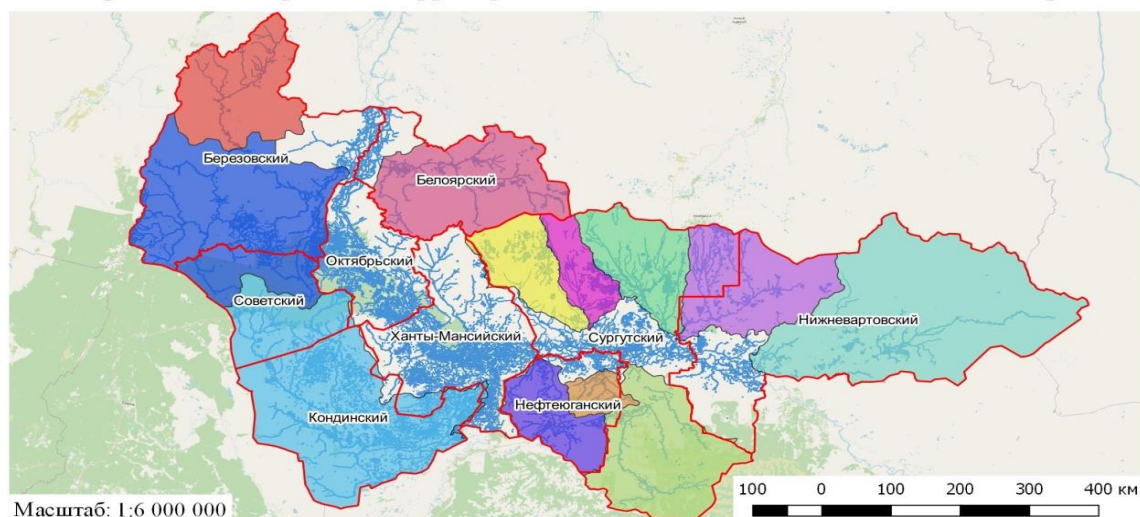 Березовский
Белоярский
Октябрьский
Советский
Ханты-Мансийский
Сургутский
Нижневартовский
Нефтеюганский
Кондинский
Масштаб: 1:6 000 000
100 0 100 200 300 400 км